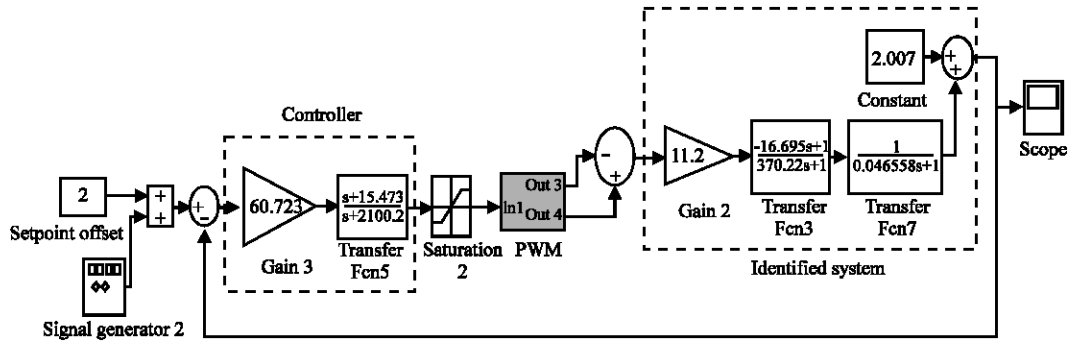 2
Setpoint offset
Signal generator 2
+
+
+
−
Controller
60.723
Gain 3
s+15.473
s+2100.2
Transfer
Fcn5
Saturation
2
In1
Out 3
Out 4
PWM
-
+
11.2
Gain 2
-16.695s+1
370.22s+1
Transfer
Fcn3
1
0.046558s+1
Transfer
Fcn7
2.007
Constant
+
+
Identified system
Scope